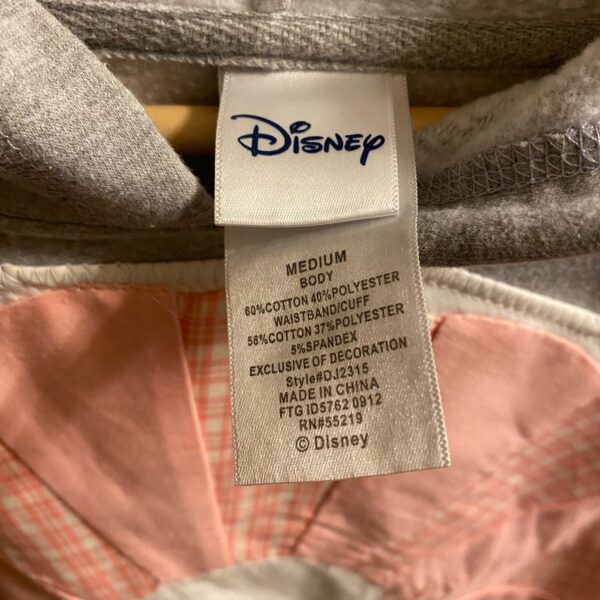 Disney
MEDIUM
BODY
60%COTTON 40%POLYESTER
WAISTBAND/CUFF
58%COTTON 37%POLYESTER
5%SPANDEX
EXCLUSIVE OF DECORATION
Style#DJ2315
MADE IN CHINA
FTG ID5762 0912
RN#55219
© Disney